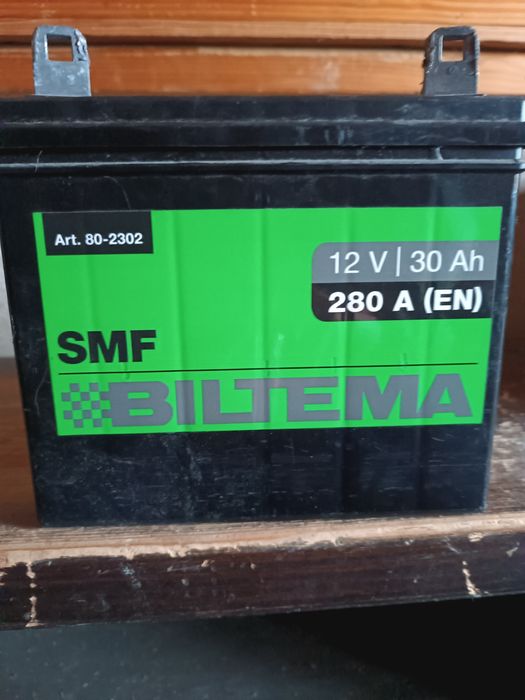 Art. 80-2302
12 V | 30 Ah
280 A (EN)
SMF
BILTEMA